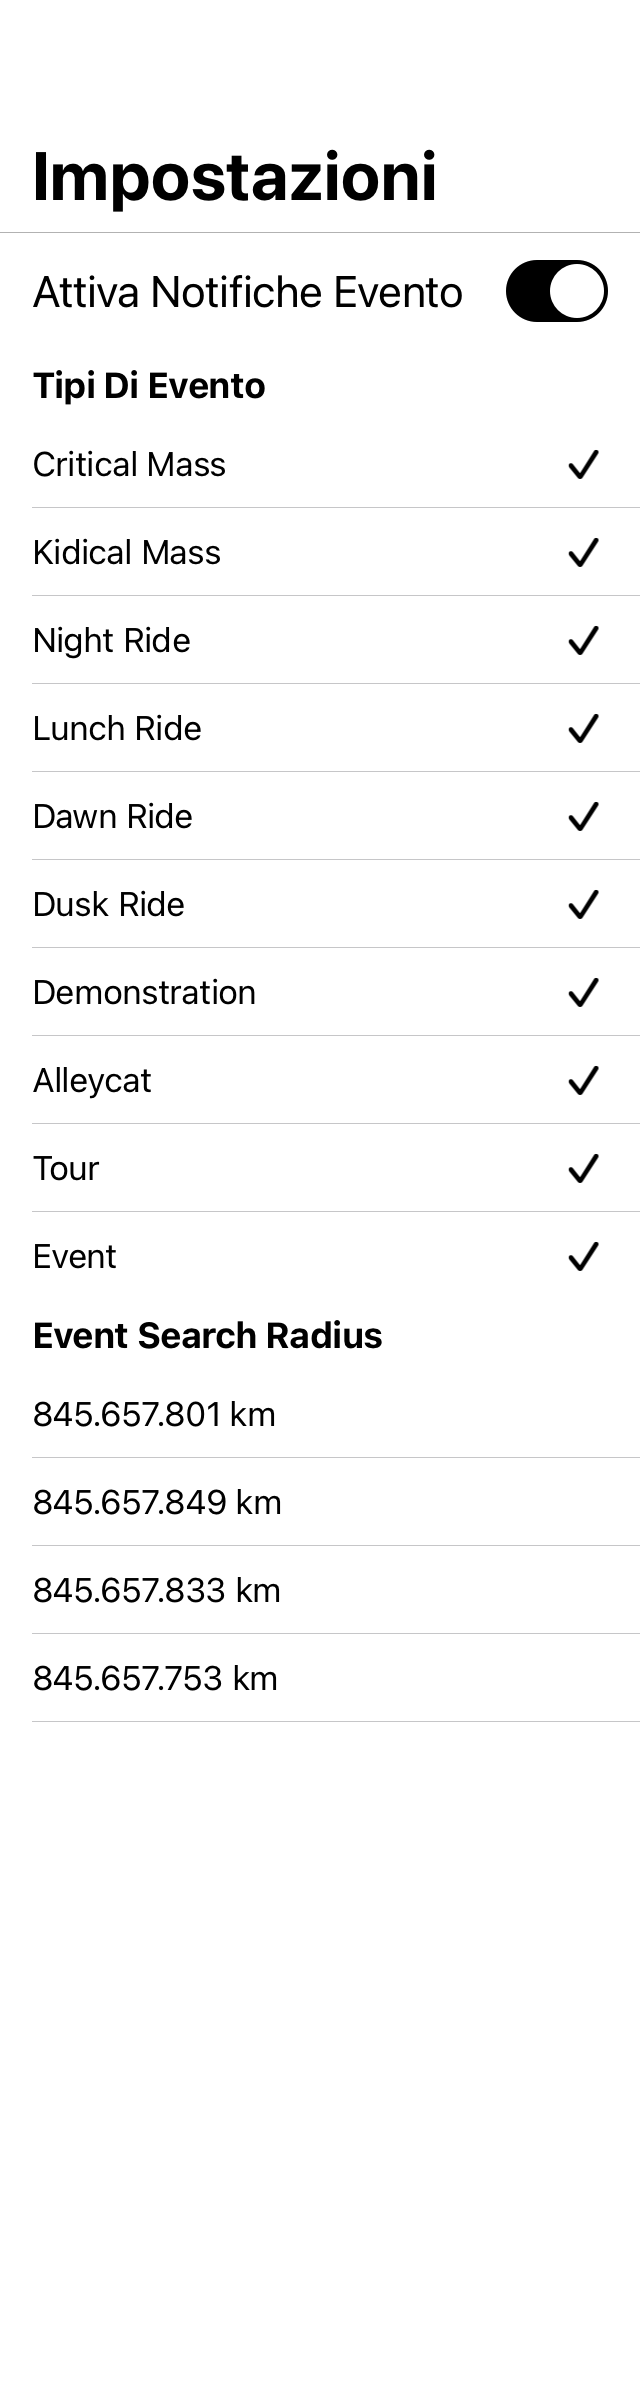 Impostazioni
Attiva Notifiche Evento
Tipi Di Evento
Critical Mass
Kidical Mass
Night Ride
Lunch Ride
Dawn Ride
Dusk Ride
Demonstration
Alleycat
Tour
Event
Event Search Radius
845.657.801 km
845.657.849 km
845.657.833 km
845.657.753 km